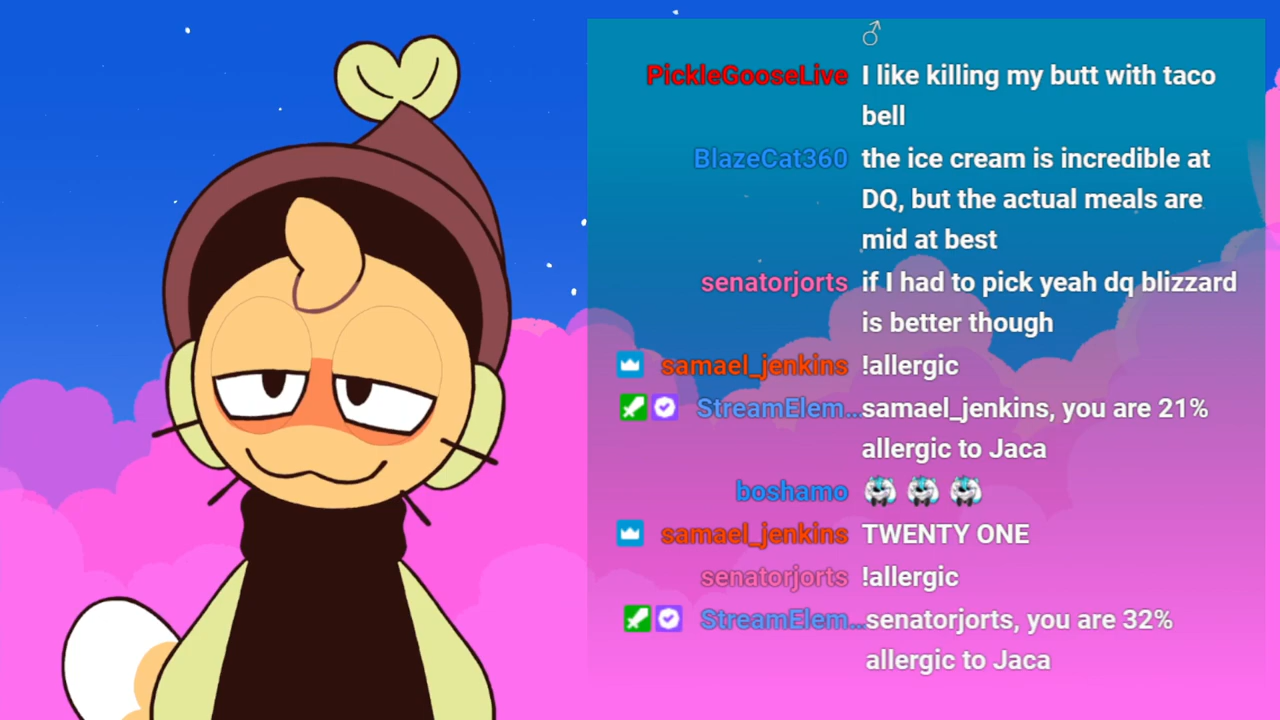 PickleGooseLive I like killing my butt with taco
bell
BlazeCat360 the ice cream is incredible at
DQ, but the actual meals are
mid at best
senatorjorts if I had to pick yeah dq blizzard
is better though
samael_jenkins !allergic
StreamElem... samael_jenkins, you are 21%
allergic to Jaca
boshamo
samael_jenkins TWENTY ONE
senatorjorts !allergic
StreamElem... senatorjorts, you are 32%
allergic to Jaca